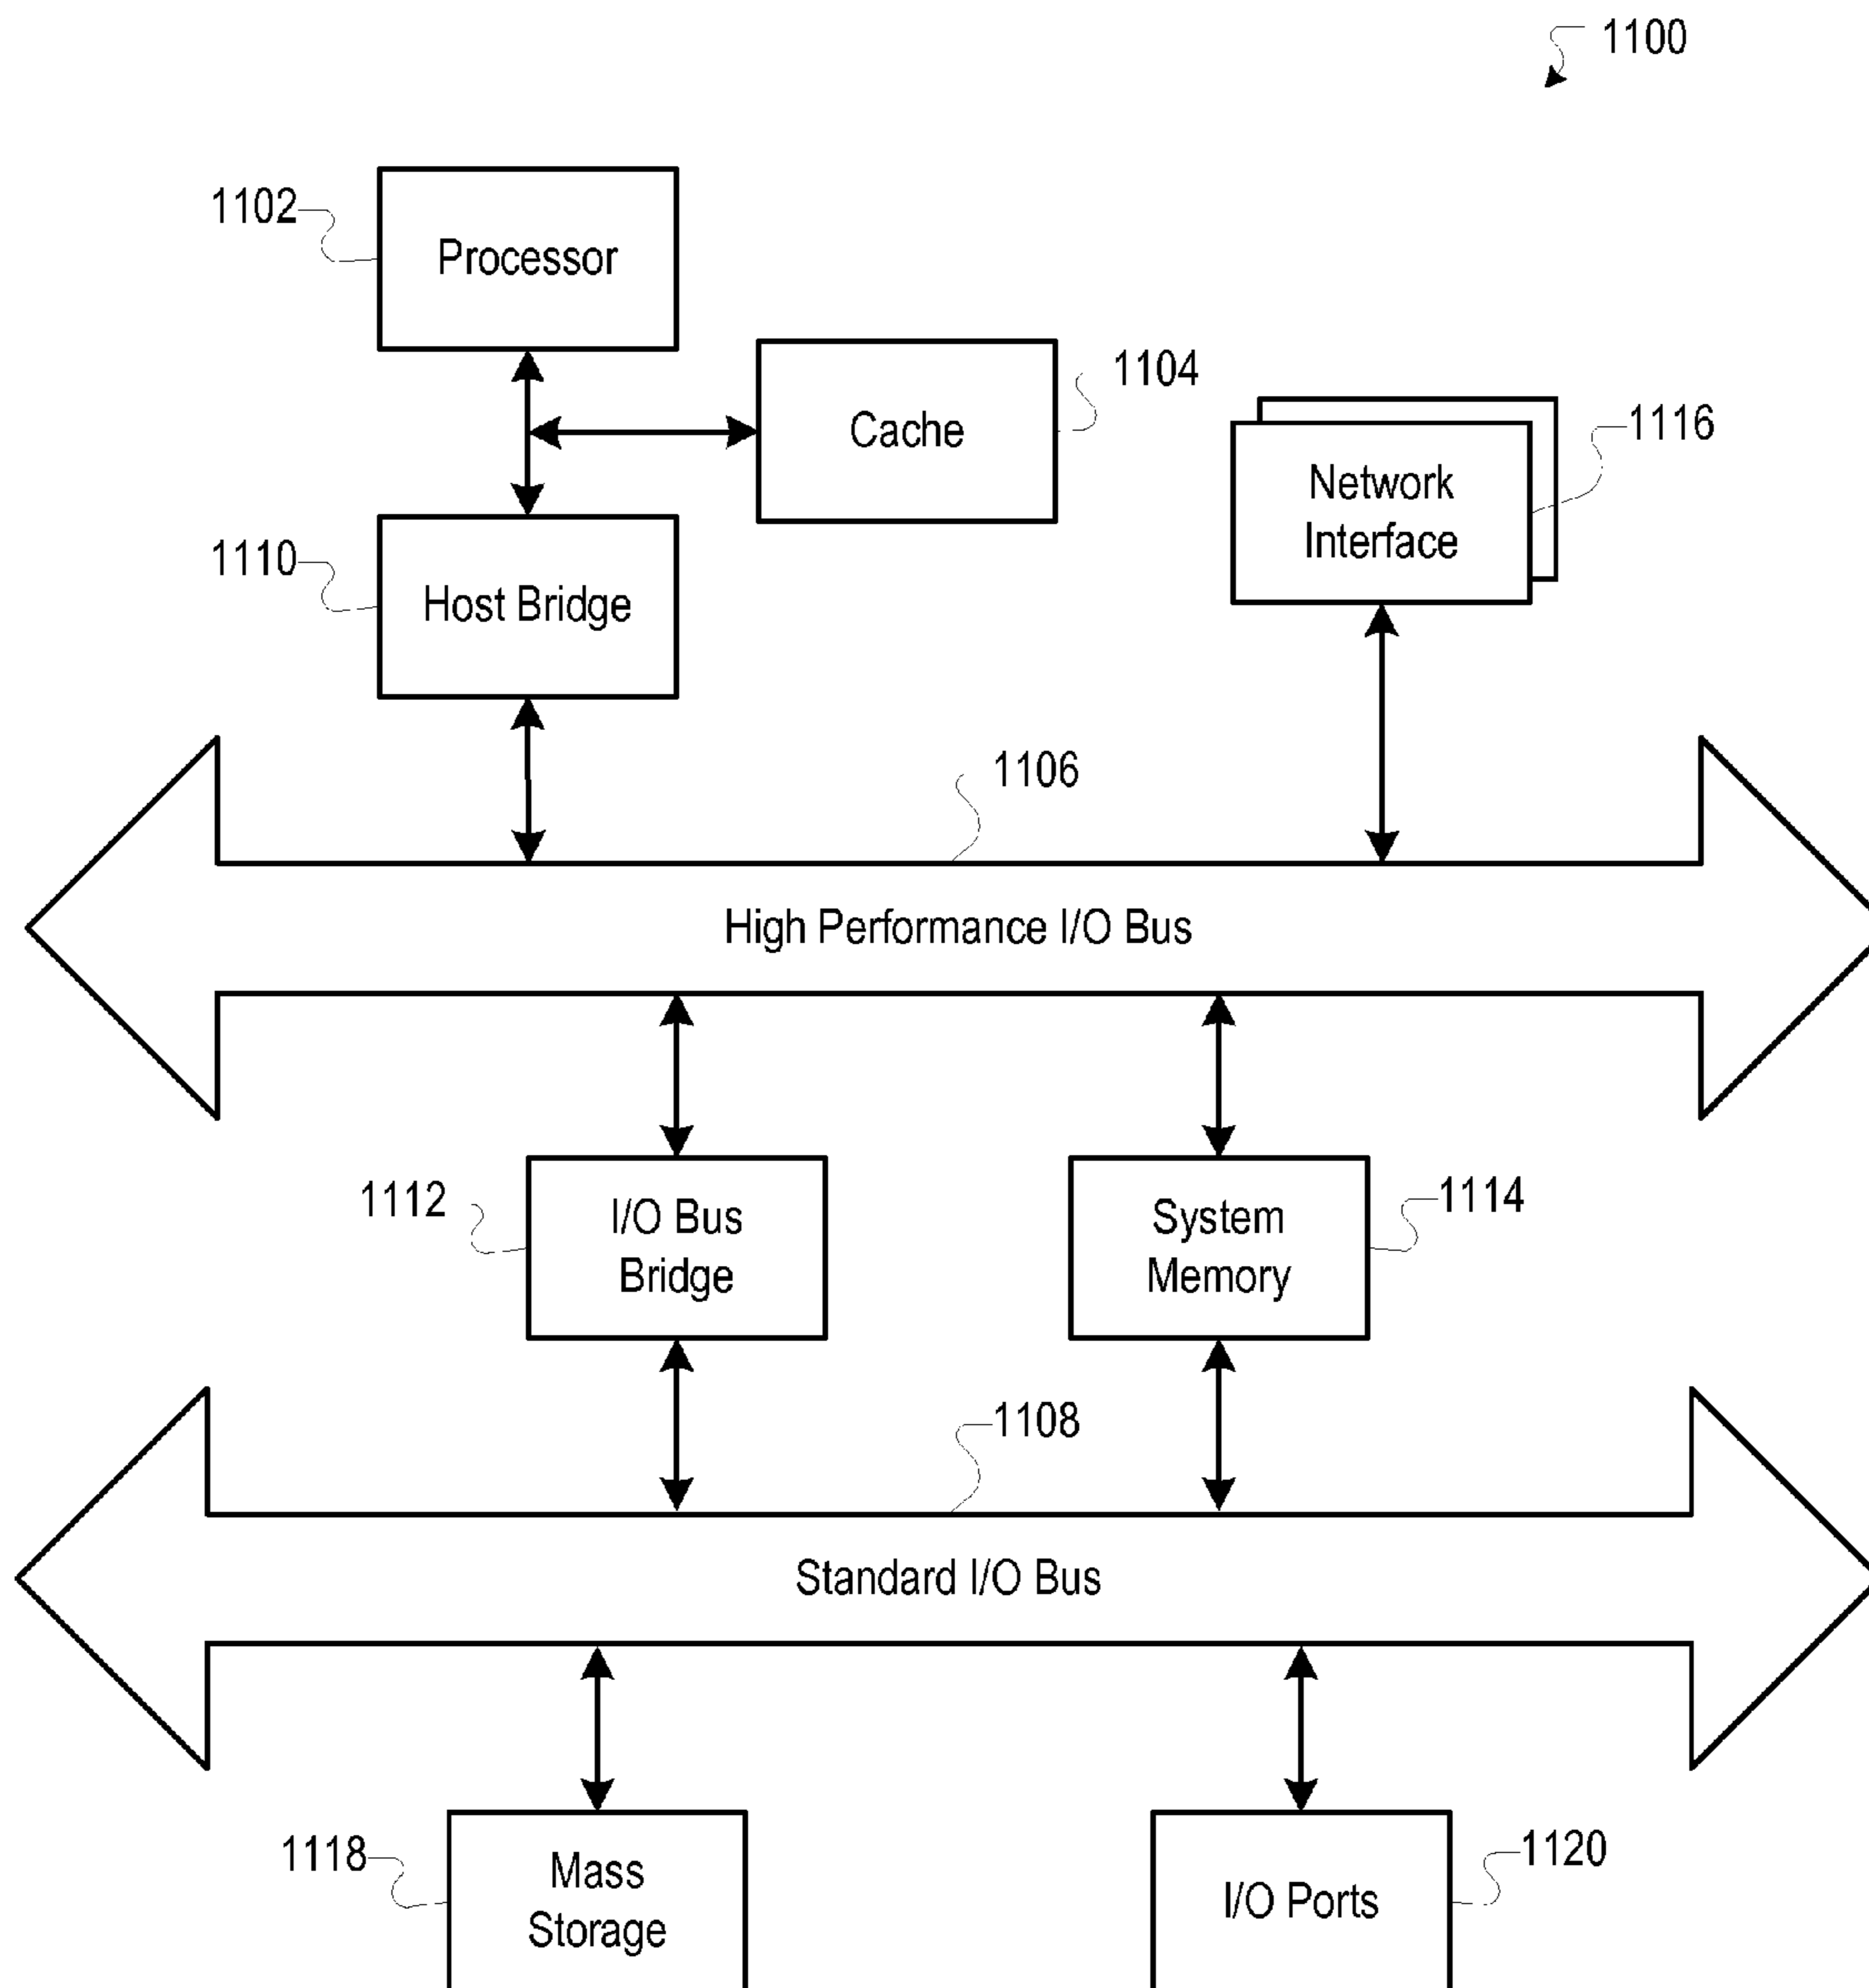 1100
1102
Processor
1104
Cache
1116
Network
Interface
1110
Host Bridge
1106
High Performance I/O Bus
1112
I/O Bus
Bridge
System
Memory
1114
1108
Standard I/O Bus
1118
Mass
Storage
I/O Ports
1120